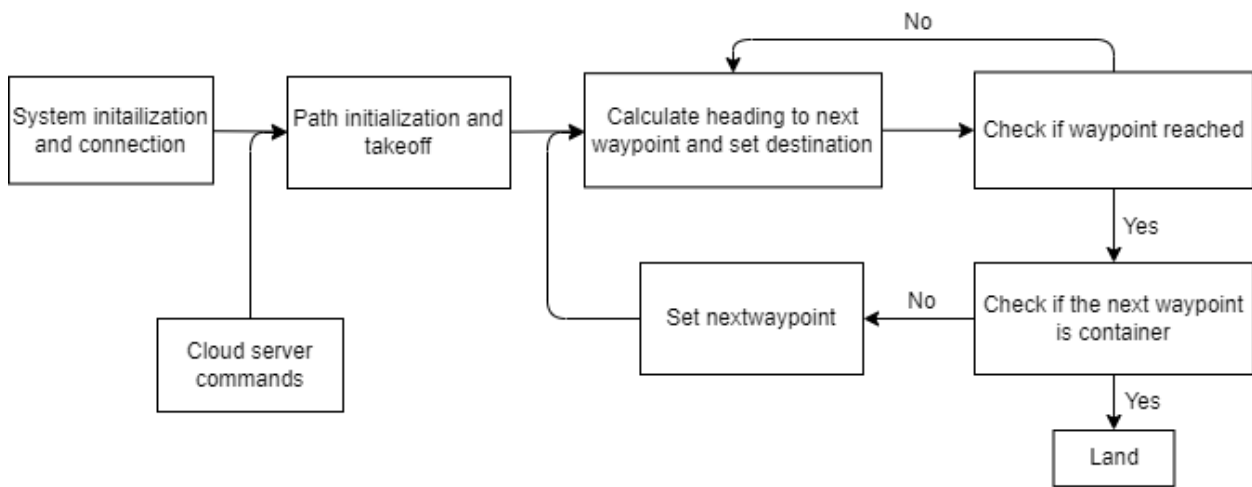 No
System initailization
and connection
Path initialization and
takeoff
Calculate heading to next
waypoint and set destination
Check if waypoint reached
Yes
Cloud server
commands
Set nextwaypoint
No
Check if the next waypoint
is container
Yes
Land